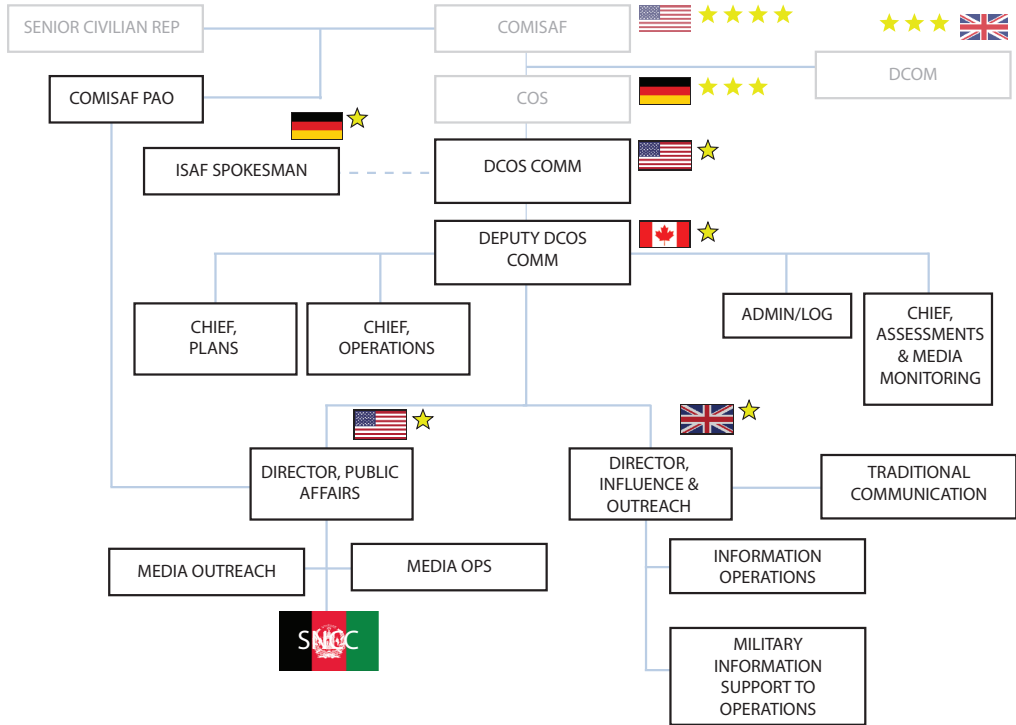 SENIOR CIVILIAN REP
COMISAF
DCOM
COMISAF PAO
COS
ISAF SPOKESMAN
DCOS COMM
DEPUTY DCOS
COMM
CHIEF,
PLANS
CHIEF,
OPERATIONS
ADMIN/LOG
CHIEF,
ASSESSMENTS
& MEDIA
MONITORING
DIRECTOR, PUBLIC
AFFAIRS
DIRECTOR,
INFLUENCE &
OUTREACH
TRADITIONAL
COMMUNICATION
MEDIA OUTREACH
MEDIA OPS
INFORMATION
OPERATIONS
SNCC
MILITARY
INFORMATION
SUPPORT TO
OPERATIONS